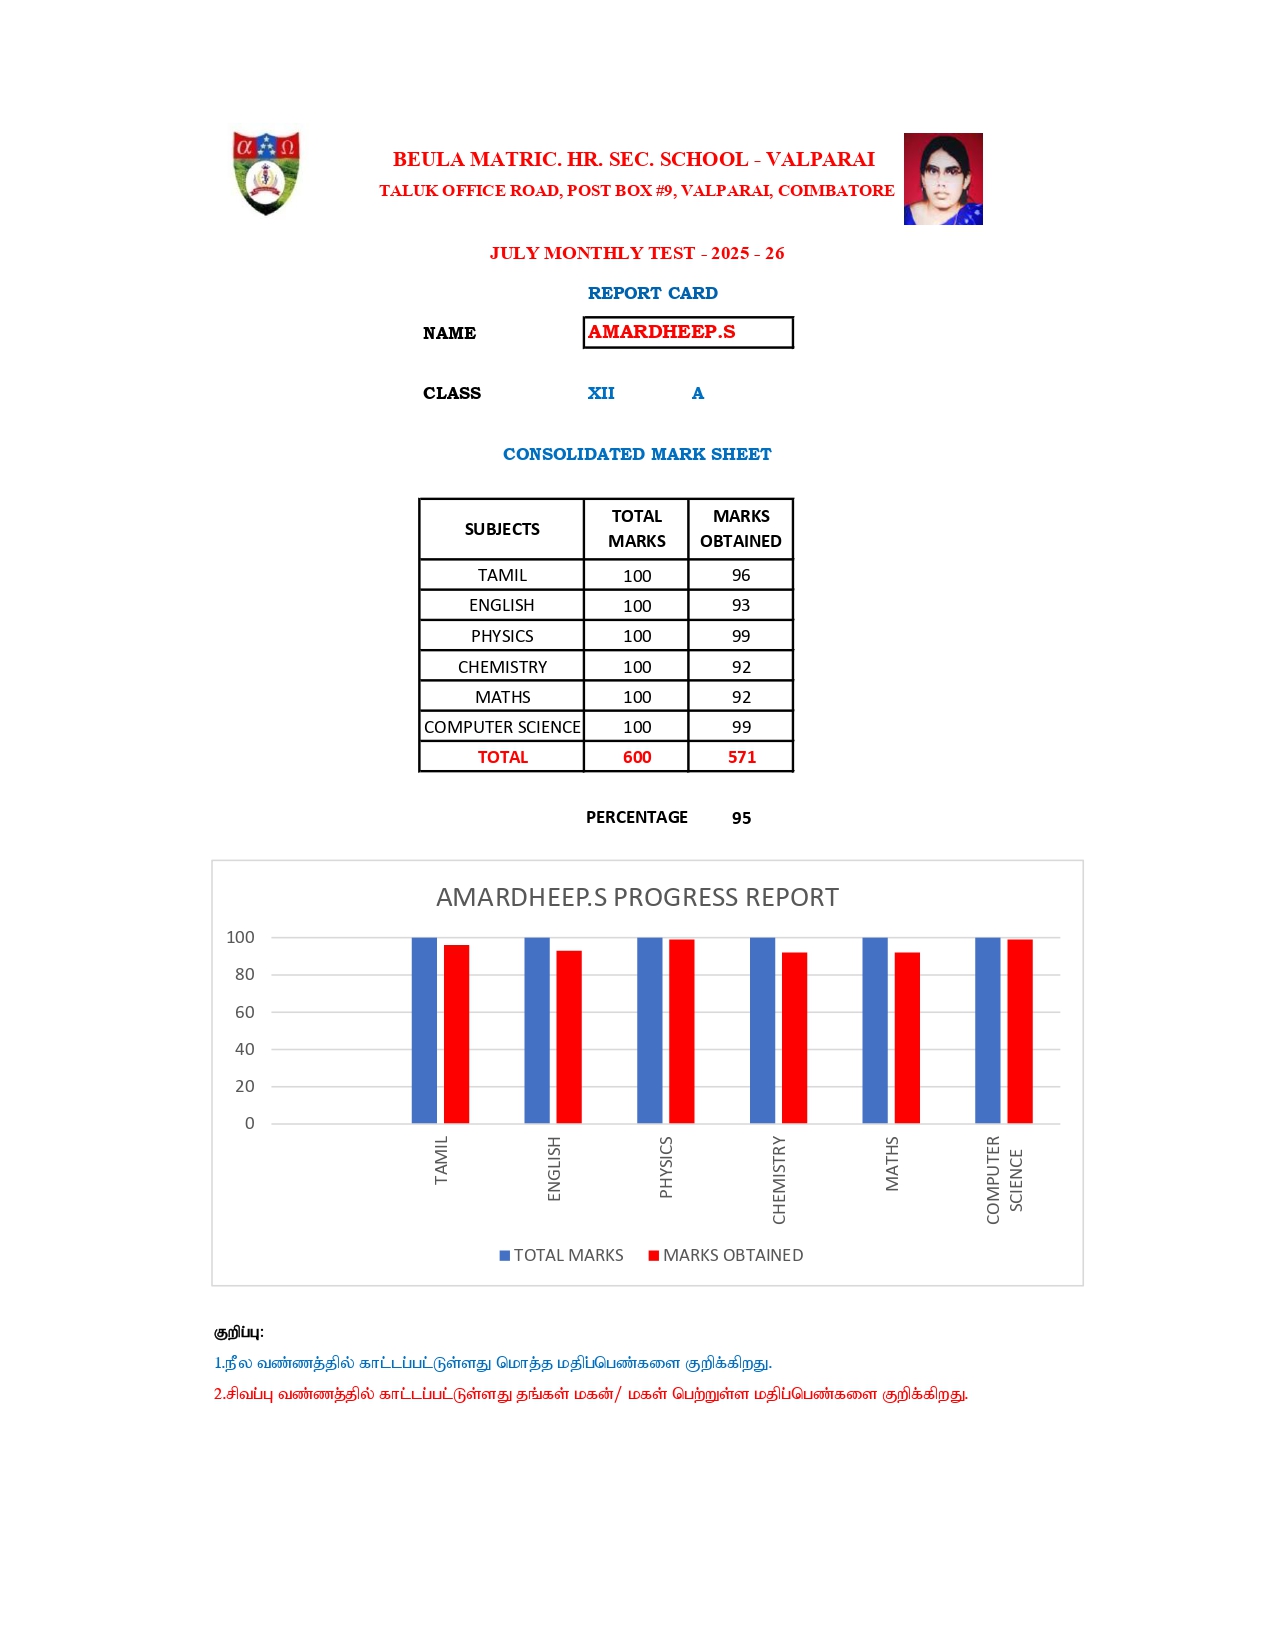 α Ω
BEULA MATRIC. HR. SEC. SCHOOL - VALPARAI
TALUK OFFICE ROAD, POST BOX #9, VALPARAI, COIMBATORE
JULY MONTHLY TEST - 2025 - 26
REPORT CARD
NAME AMARDHEEP.S
CLASS XII A
CONSOLIDATED MARK SHEET
SUBJECTS TOTAL MARKS MARKS OBTAINED
TAMIL 100 96
ENGLISH 100 93
PHYSICS 100 99
CHEMISTRY 100 92
MATHS 100 92
COMPUTER SCIENCE 100 99
TOTAL 600 571
PERCENTAGE 95
AMARDHEEP.S PROGRESS REPORT
100
80
60
40
20
0
TAMIL
ENGLISH
PHYSICS
CHEMISTRY
MATHS
COMPUTER SCIENCE
TOTAL MARKS MARKS OBTAINED
குறிப்பு:
1.நீல வண்ணத்தில் காட்டப்பட்டுள்ளது மொத்த மதிப்பெண்களை குறிக்கிறது.
2.சிவப்பு வண்ணத்தில் காட்டப்பட்டுள்ளது தங்கள் மகன்/ மகள் பெற்றுள்ள மதிப்பெண்களை குறிக்கிறது.